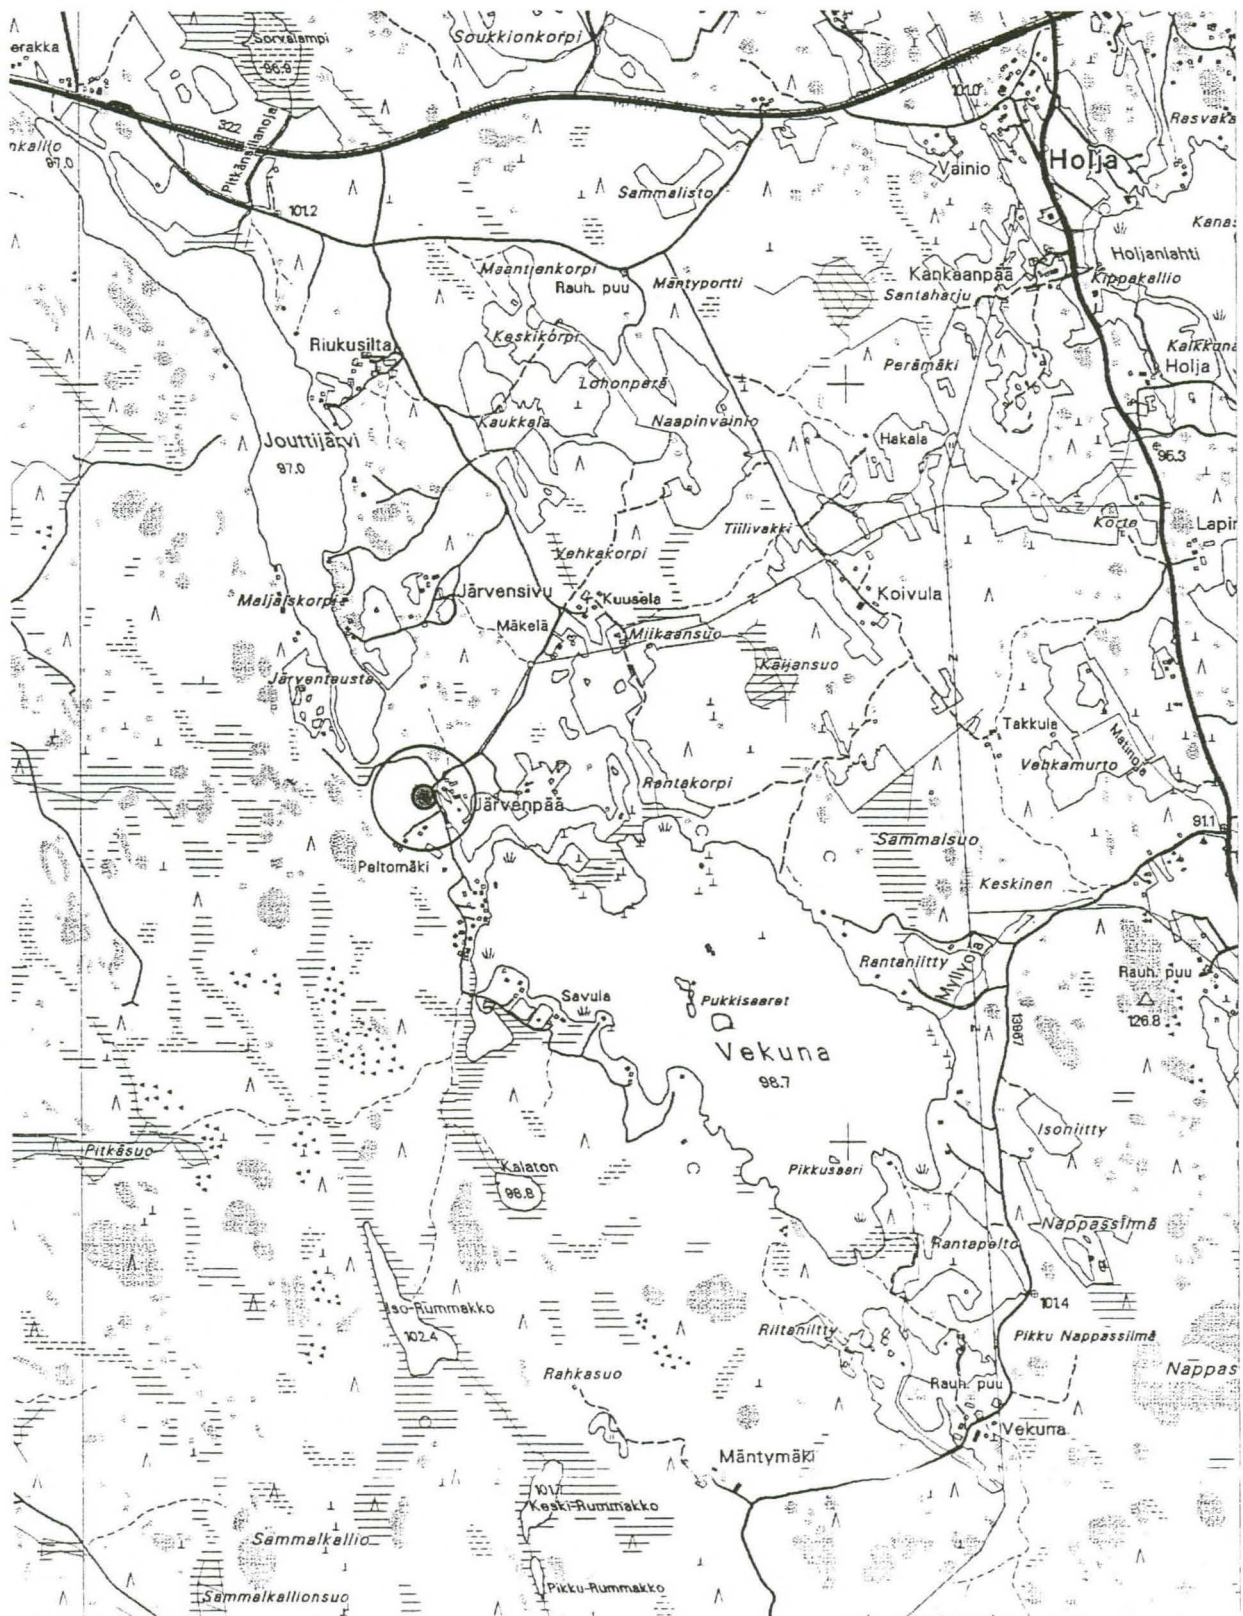 erakka
Sorvalampi
96.9
Soukkionkorpi
322
Pitkänniianoja
101.0
Rasvaka
nkallio
97.0
Vainio
Holja
Sammalisto
101.2
Kanas
Maantienkorpi
Rauh. puu
Mäntyportti
Kankaanpää
Holjanlahti
Kippakallio
Santaharju
Keskikorpi
Riukusilta
Kalkkuna
Holja
Lohonperä
Perämäki
Kaukkala
Naapinvainio
Jouttijärvi
97.0
Hakala
95.3
Tiilivakki
Korte
Lapin
Vehkakorpi
Maljaiskorpi
Järvensivu
Kuusela
Koivula
Mäkelä
Miikaansuo
Kaijansuo
Järventausta
Takkula
Matinoja
Vehkamurto
Rantakorpi
Järvenpää
91.1
Sammalsuo
Peltomäki
Keskinen
Rantaniitty
Myllyoja
Rauh. puu
126.8
Savula
Pukkisaaret
13967
Vekuna
98.7
Isoniitty
Pitkäsuo
Kalaton
98.8
Pikkusaari
Nappassilmä
Rantapelto
Iso-Rummakko
102.4
101.4
Riitaniitty
Pikku Nappassilmä
Rahkasuo
Nappas
Rauh. puu
Vekuna
Mäntymäki
101.7
Keski-Rummakko
Sammalkallio
Pikku-Rummakko
Sammalkallionsuo